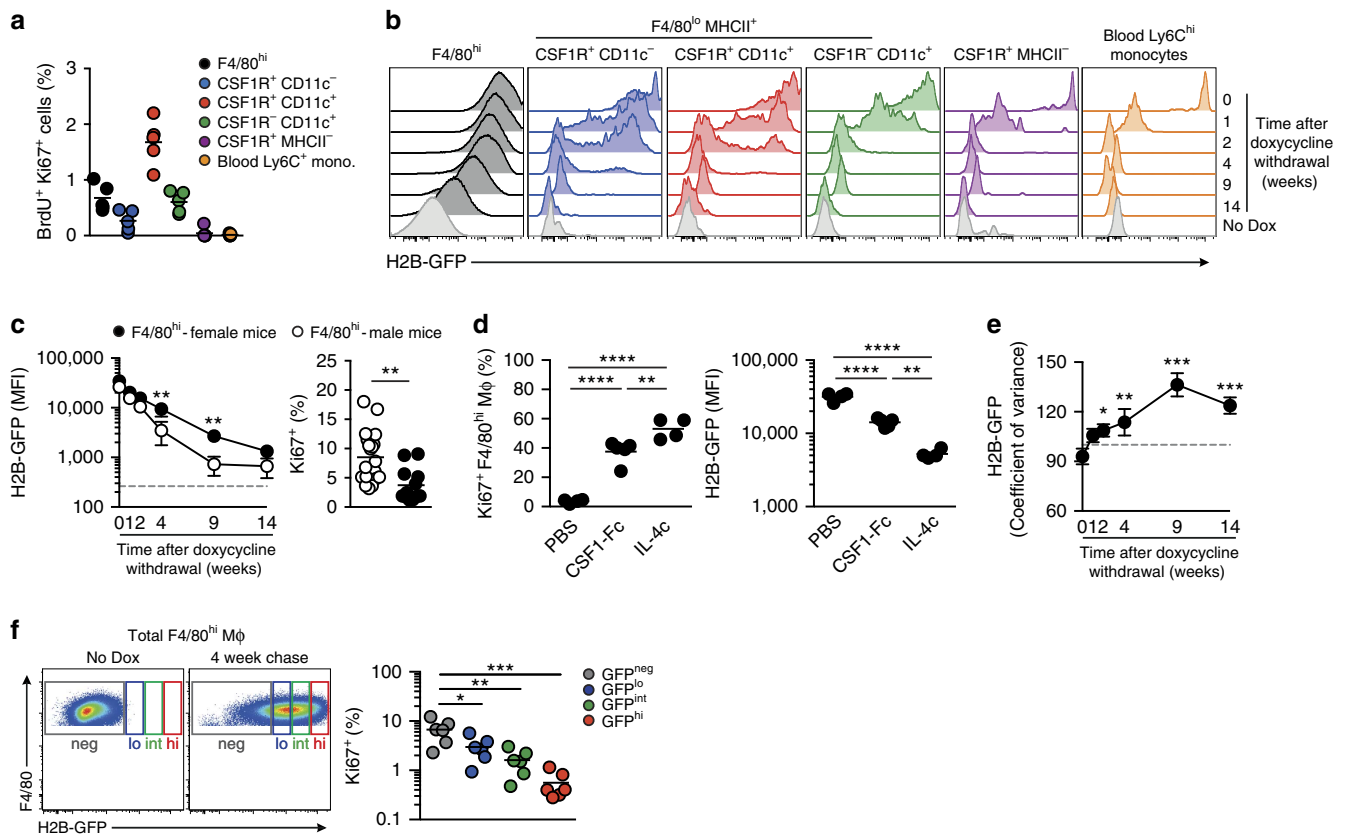 a
BrdU⁺ Ki67⁺ cells (%)
3
2
1
0
F4/80ʰⁱ
CSF1R⁺ CD11c⁻
CSF1R⁺ CD11c⁺
CSF1R⁻ CD11c⁺
CSF1R⁺ MHCII⁻
Blood Ly6C⁺ mono.
b
F4/80ˡᵒ MHCII⁺
F4/80ʰⁱ
CSF1R⁺ CD11c⁻
CSF1R⁺ CD11c⁺
CSF1R⁻ CD11c⁺
CSF1R⁺ MHCII⁻
Blood Ly6Cʰⁱ
monocytes
0
1
2
4
9
14
No Dox
Time after
doxycycline
withdrawal
(weeks)
H2B-GFP
c
F4/80ʰⁱ - female mice
F4/80ʰⁱ - male mice
H2B-GFP (MFI)
100,000
10,000
1,000
100
**
**
0 1 2 4 9 14
Time after doxycycline
withdrawal (weeks)
Ki67⁺ (%)
25
20
15
10
5
0
**
d
Ki67⁺ F4/80ʰⁱ Mϕ (%)
100
80
60
40
20
0
****
**** **
PBS
CSF1-Fc
IL-4c
H2B-GFP (MFI)
100,000
10,000
1,000
****
**** **
PBS
CSF1-Fc
IL-4c
e
H2B-GFP
(Coefficient of variance)
150
120
90
60
*
**
***
***
0 1 2 4 9 14
Time after doxycycline
withdrawal (weeks)
f
Total F4/80ʰⁱ Mϕ
No Dox
4 week chase
neg lo int hi
neg lo int hi
F4/80
H2B-GFP
Ki67⁺ (%)
100
10
1
0.1
***
**
*
GFPⁿᵉᵍ
GFPˡᵒ
GFPⁱⁿᵗ
GFPʰⁱ